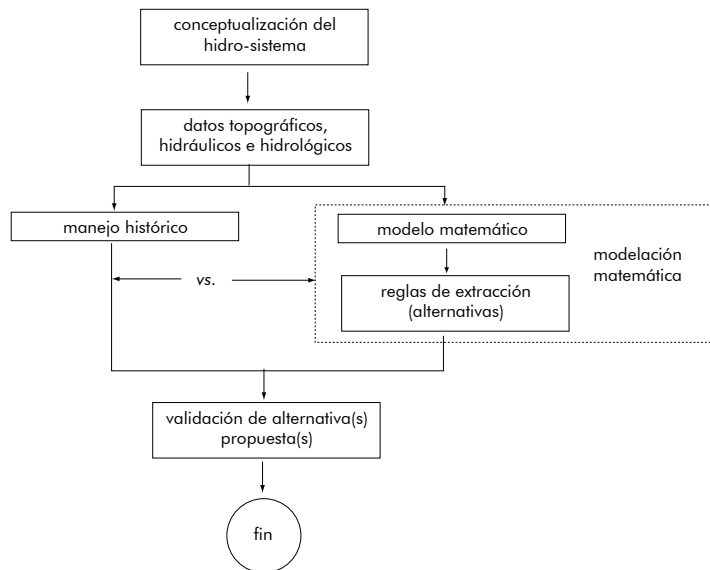 conceptualización del
hidro-sistema
datos topográficos,
hidráulicos e hidrológicos
manejo histórico
modelo matemático
modelación
matemática
vs.
reglas de extracción
(alternativas)
validación de alternativa(s)
propuesta(s)
fin